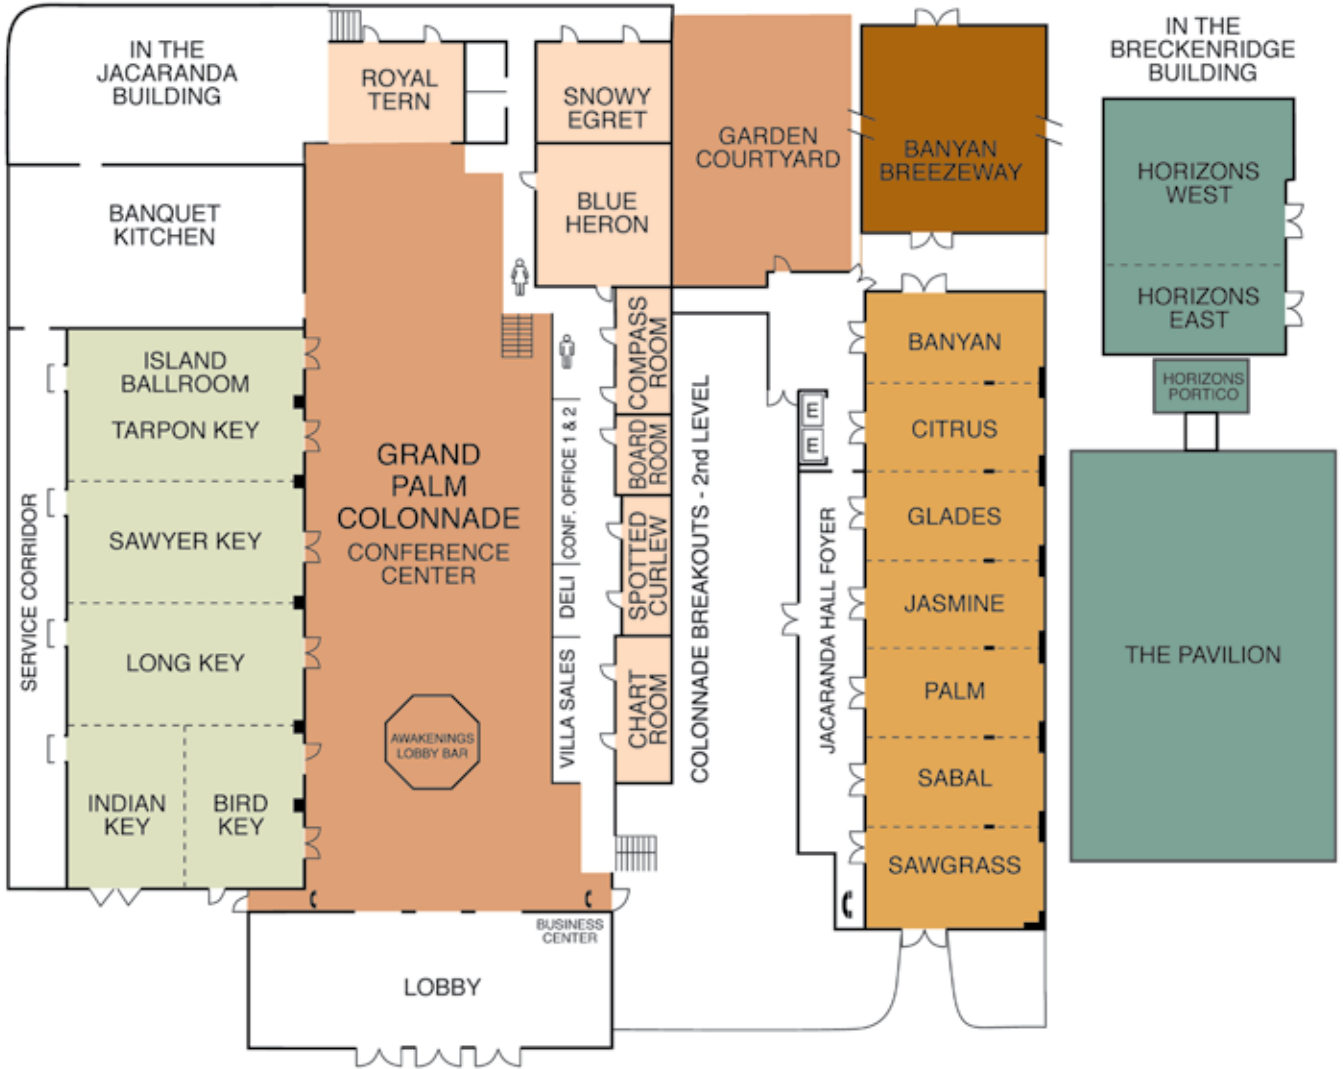 IN THE
JACARANDA
BUILDING
ROYAL
TERN
SNOWY
EGRET
GARDEN
COURTYARD
BANYAN
BREEZEWAY
IN THE
BRECKENRIDGE
BUILDING
HORIZONS
WEST
HORIZONS
EAST
HORIZONS
PORTICO
THE PAVILION
BANQUET
KITCHEN
BLUE
HERON
SERVICE CORRIDOR
ISLAND
BALLROOM
TARPON KEY
SAWYER KEY
LONG KEY
INDIAN
KEY
BIRD
KEY
GRAND
PALM
COLONNADE
CONFERENCE
CENTER
AWAKENINGS
LOBBY BAR
CONF. OFFICE 1 & 2
DELI
VILLA SALES
COMPASS
ROOM
BOARD
ROOM
SPOTTED
CURLEW
CHART
ROOM
COLONNADE BREAKOUTS - 2nd LEVEL
E
E
JACARANDA HALL FOYER
BANYAN
CITRUS
GLADES
JASMINE
PALM
SABAL
SAWGRASS
BUSINESS
CENTER
LOBBY